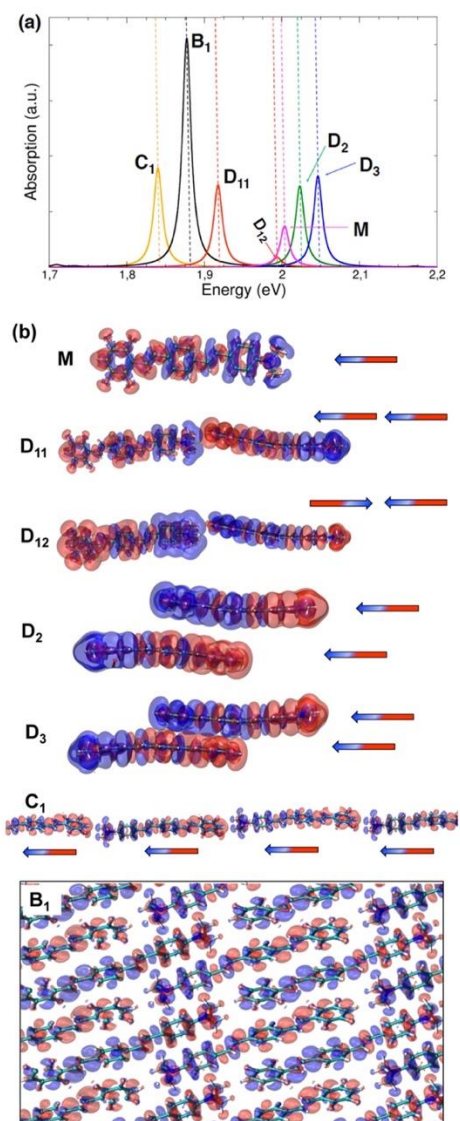 (a)
Absorption (a.u.)
C1
B1
D11
D12
M
D2
D3
1,7 1,8 1,9 2 2,1 2,2
Energy (eV)
(b)
M
D11
D12
D2
D3
C1
B1